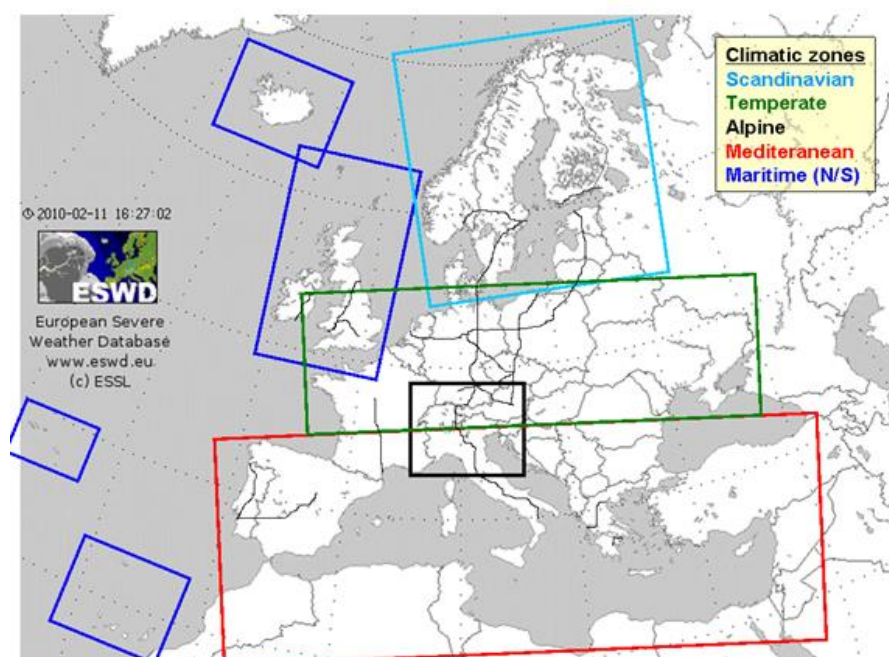 Climatic zones
Scandinavian
Temperate
Alpine
Mediteranean
Maritime (N/S)
2010-02-11 16:27:02
ESWD
European Severe
Weather Database
www.eswd.eu
(c) ESSL